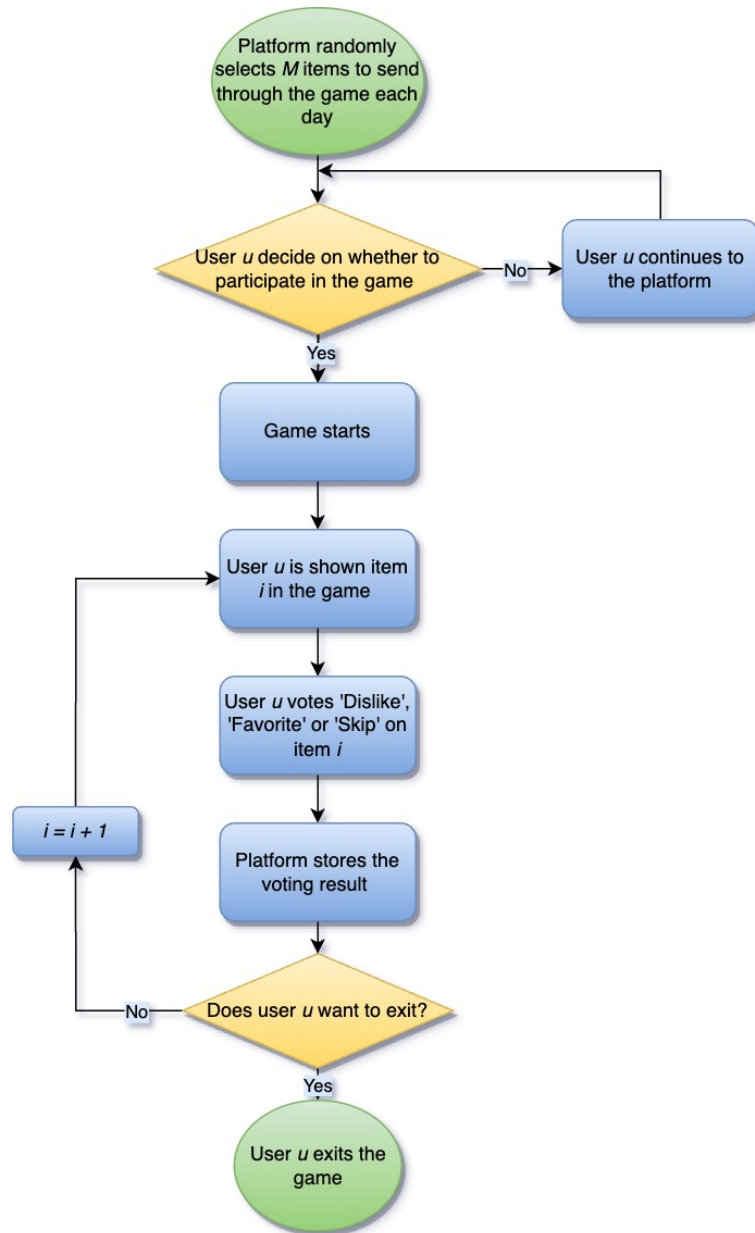 Platform randomly
selects M items to send
through the game each
day
User u decide on whether to
participate in the game
No
User u continues to
the platform
Yes
Game starts
User u is shown item
i in the game
User u votes 'Dislike',
'Favorite' or 'Skip' on
item i
i = i + 1
Platform stores the
voting result
No
Does user u want to exit?
Yes
User u exits the
game